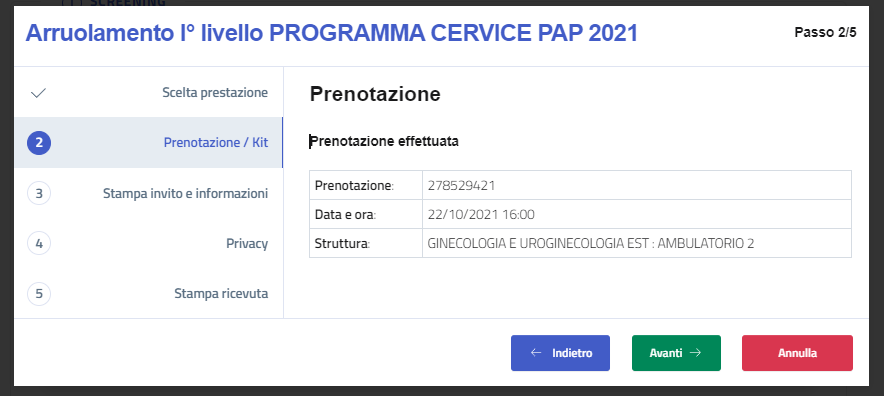 SCREENING
Arruolamento I° livello PROGRAMMA CERVICE PAP 2021
Passo 2/5
Scelta prestazione
2 Prenotazione / Kit
3 Stampa invito e informazioni
4 Privacy
5 Stampa ricevuta
Prenotazione
Prenotazione effettuata
Prenotazione: 278529421
Data e ora: 22/10/2021 16:00
Struttura: GINECOLOGIA E UROGINECOLOGIA EST : AMBULATORIO 2
← Indietro
Avanti →
Annulla